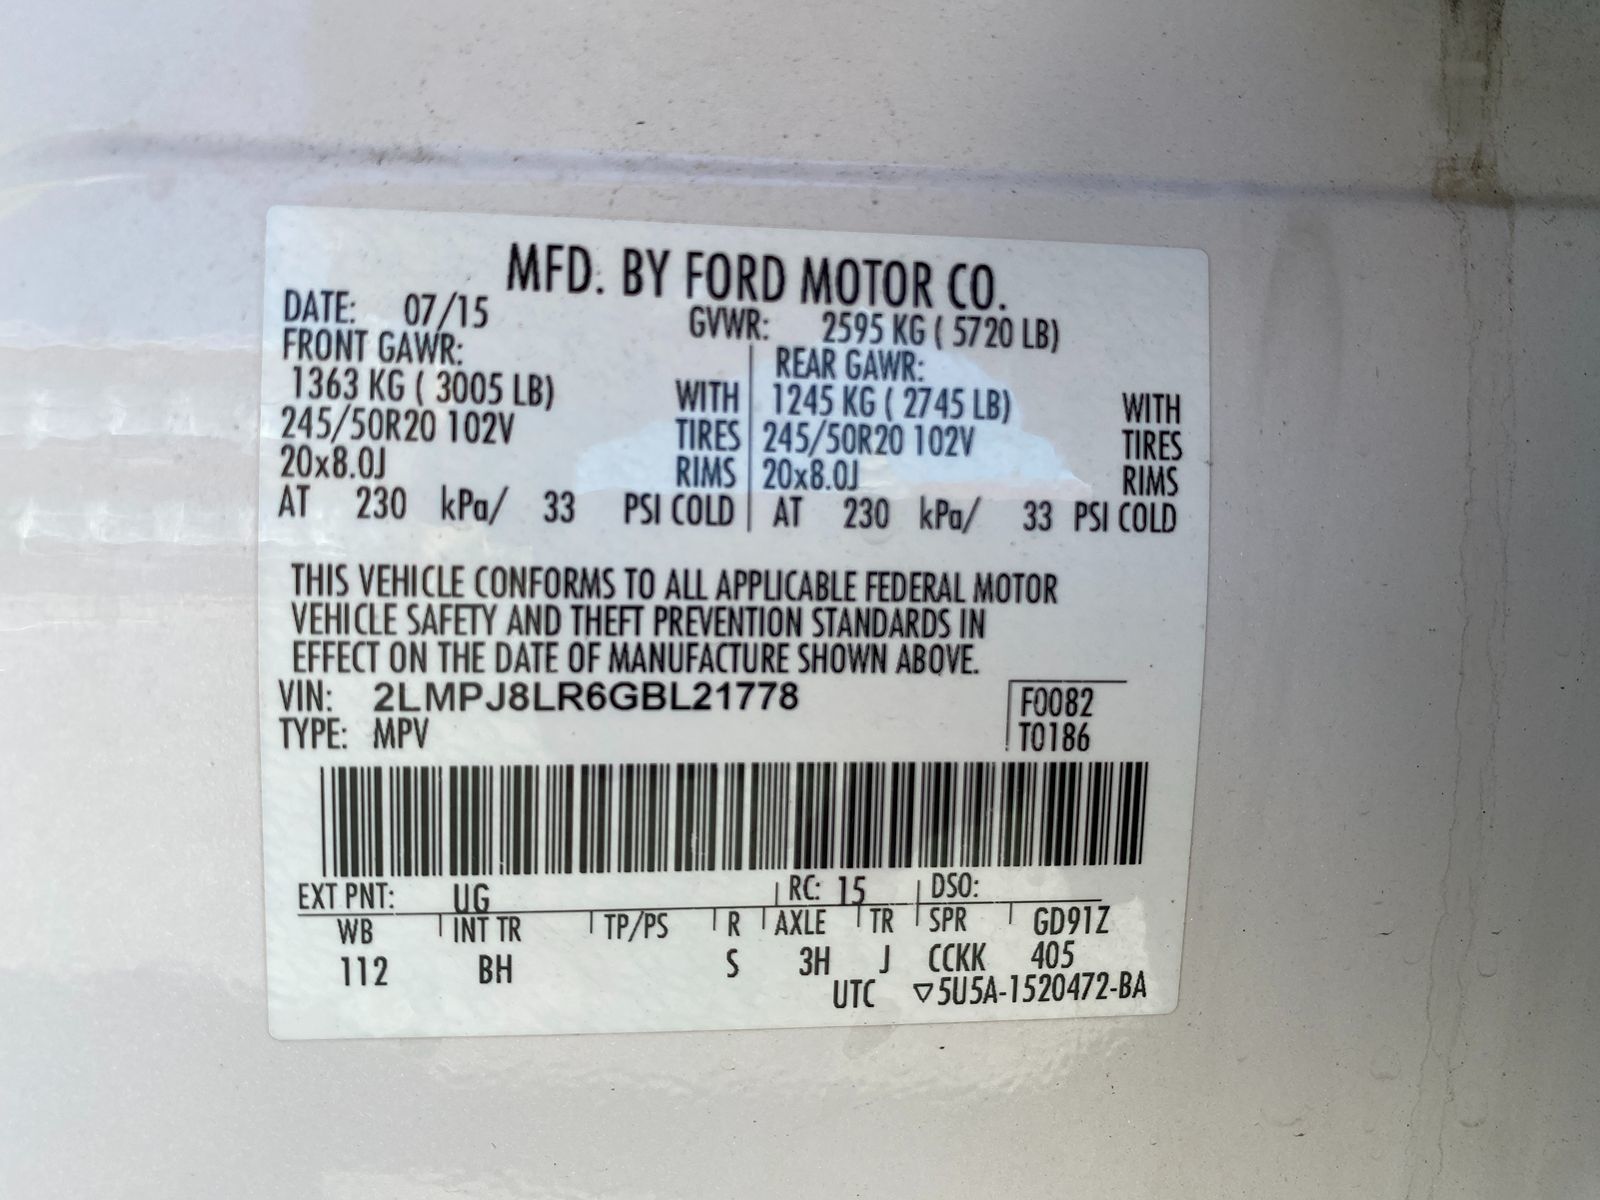 MFD. BY FORD MOTOR CO.
DATE: 07/15 GVWR: 2595 KG ( 5720 LB)
FRONT GAWR: REAR GAWR:
1363 KG ( 3005 LB) WITH 1245 KG ( 2745 LB) WITH
245/50R20 102V TIRES 245/50R20 102V TIRES
20x8.0J RIMS 20x8.0J RIMS
AT 230 kPa/ 33 PSI COLD AT 230 kPa/ 33 PSI COLD
THIS VEHICLE CONFORMS TO ALL APPLICABLE FEDERAL MOTOR
VEHICLE SAFETY AND THEFT PREVENTION STANDARDS IN
EFFECT ON THE DATE OF MANUFACTURE SHOWN ABOVE.
VIN: 2LMPJ8LR6GBL21778 F0082
TYPE: MPV T0186
EXT PNT: UG RC: 15 DSO:
WB INT TR TP/PS R AXLE TR SPR GD91Z
112 BH S 3H J CCKK 405
UTC ▽5U5A-1520472-BA